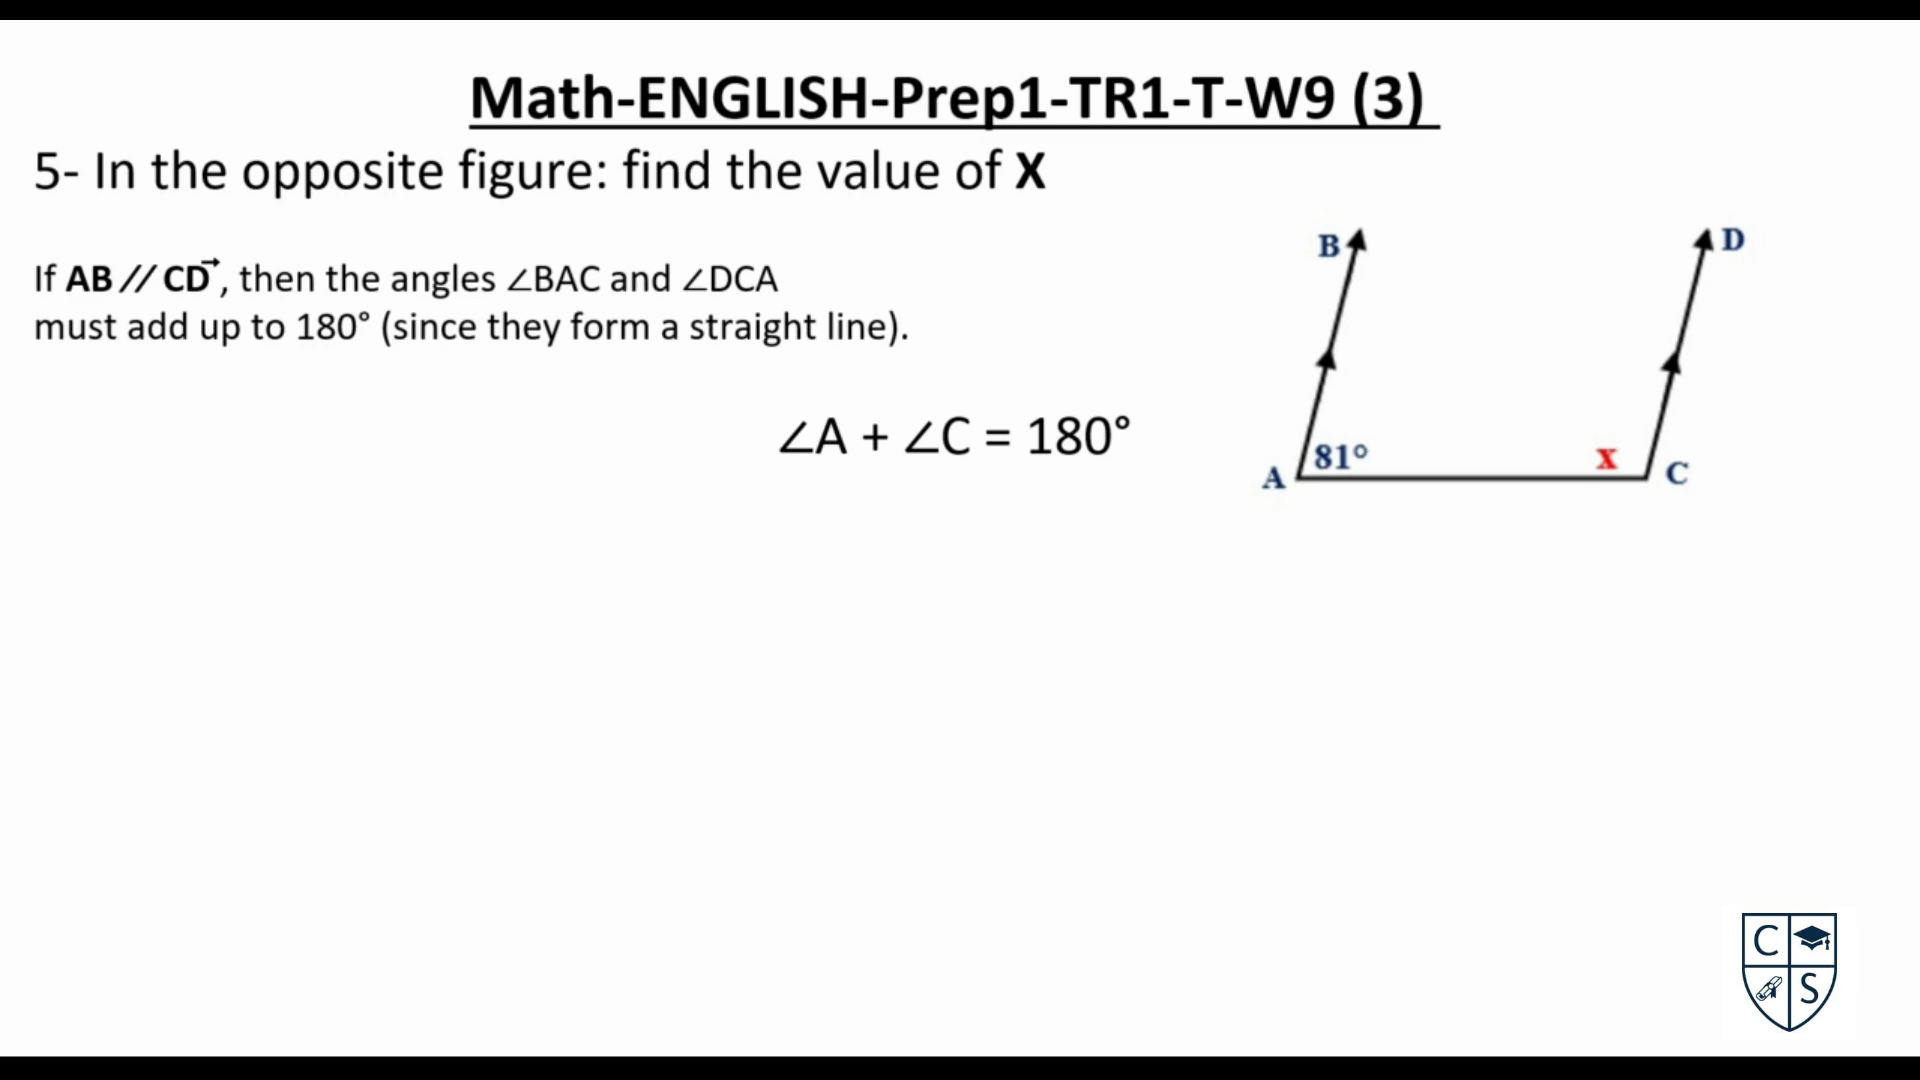 Math-ENGLISH-Prep1-TR1-T-W9 (3)
5- In the opposite figure: find the value of X
If AB // CD⃗, then the angles ∠BAC and ∠DCA
must add up to 180° (since they form a straight line).
∠A + ∠C = 180°
B
D
81°
x
A
C
C
S